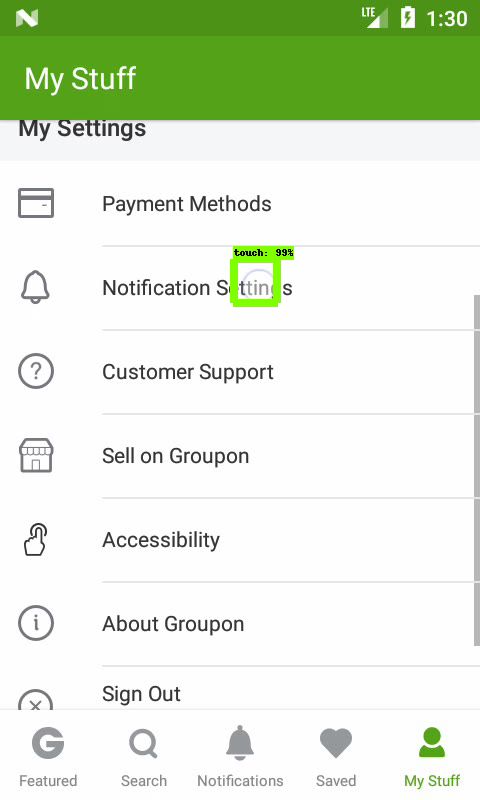 LTE 1:30
My Stuff
My Settings
Payment Methods
touch: 99%
Notification Settings
Customer Support
Sell on Groupon
Accessibility
About Groupon
Sign Out
Featured Search Notifications Saved My Stuff